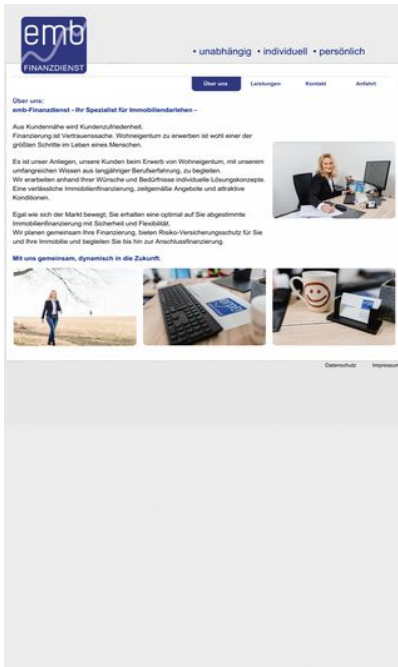 emb
FINANZDIENST
• unabhängig • individuell • persönlich
Über uns Leistungen Kontakt Anfahrt
Über uns:
emb-Finanzdienst - Ihr Spezialist für Immobiliendarlehen -
Aus Kundennähe wird Kundenzufriedenheit.
Finanzierung ist Vertrauenssache. Wohneigentum zu erwerben ist wohl einer der
größten Schritte im Leben eines Menschen.
Es ist unser Anliegen, unsere Kunden beim Erwerb von Wohneigentum, mit unserem
umfangreichen Wissen aus langjähriger Berufserfahrung, zu begleiten.
Wir erarbeiten anhand Ihrer Wünsche und Bedürfnisse individuelle Lösungskonzepte.
Eine verlässliche Immobilienfinanzierung, zeitgemäße Angebote und attraktive
Konditionen.
Egal wie sich der Markt bewegt; Sie erhalten eine optimal auf Sie abgestimmte
Immobilienfinanzierung mit Sicherheit und Flexibilität.
Wir planen gemeinsam Ihre Finanzierung, bieten Risiko-Versicherungsschutz für Sie
und ihre Immobilie und begleiten Sie bis hin zur Anschlussfinanzierung.
Mit uns gemeinsam, dynamisch in die Zukunft.
emb
Datenschutz Impressum